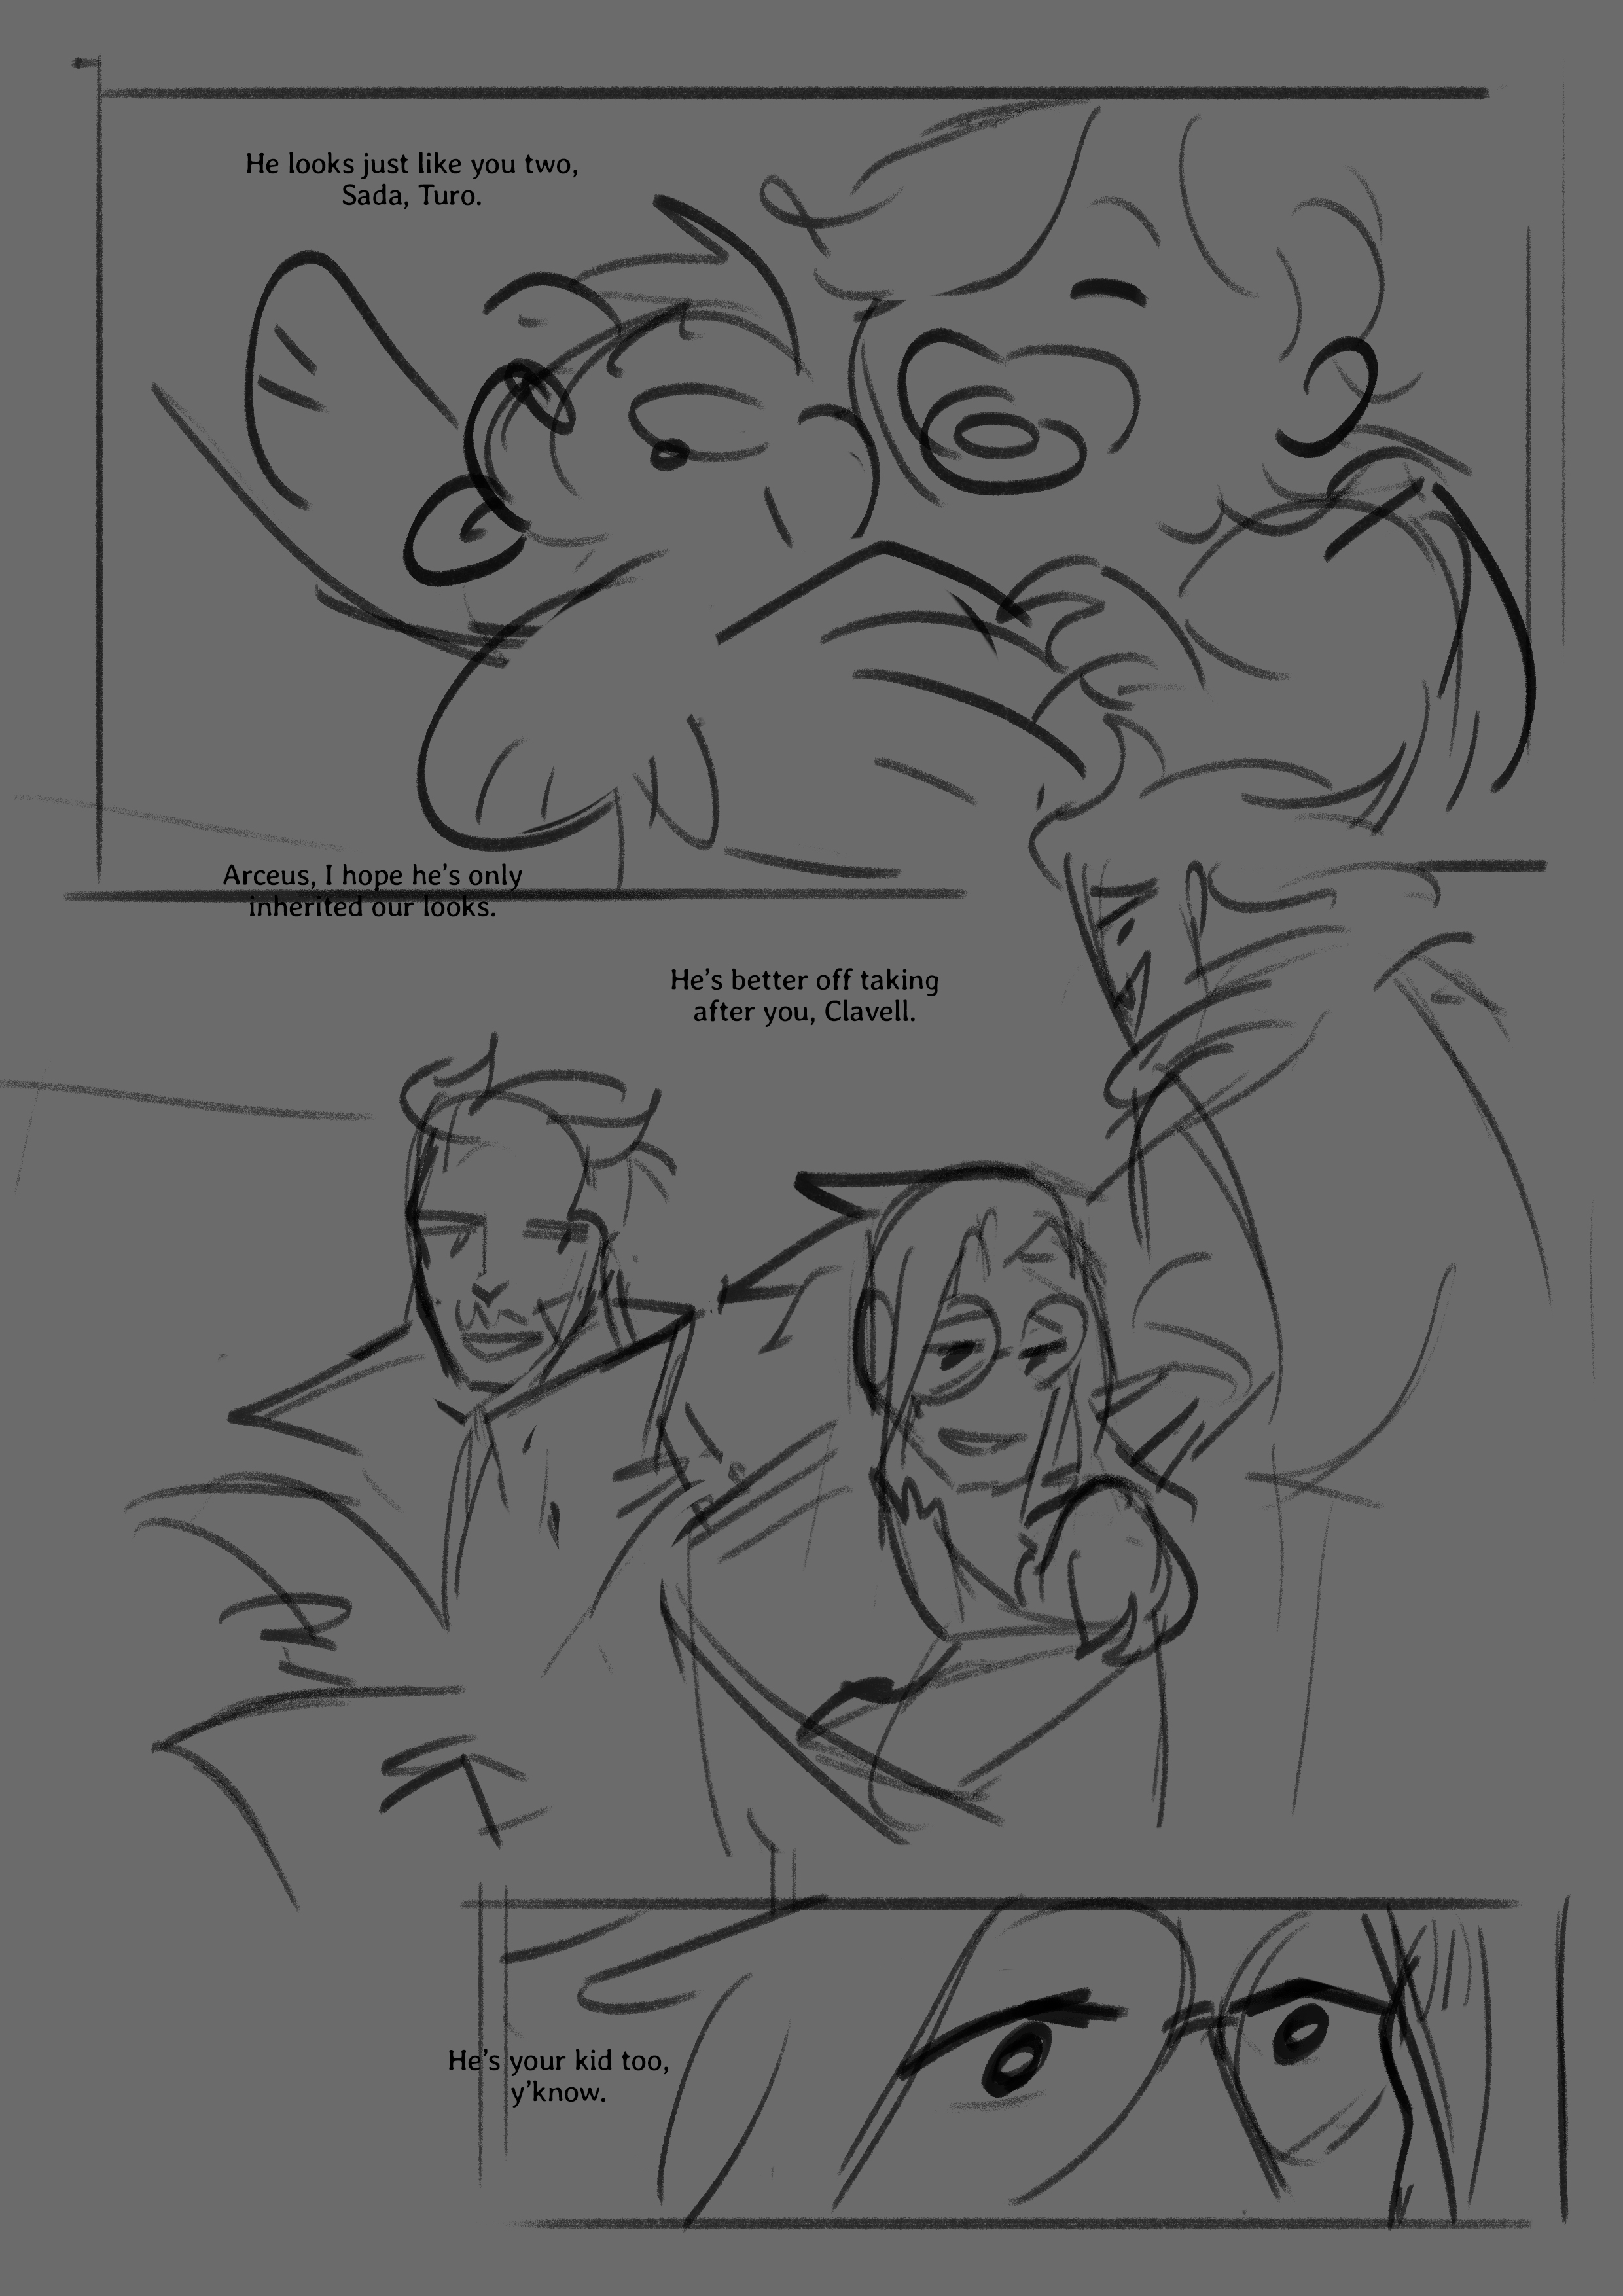 He looks just like you two,
Sada, Turo.
Arceus, I hope he's only
inherited our looks.
He's better off taking
after you, Clavell.
He's your kid too,
y'know.